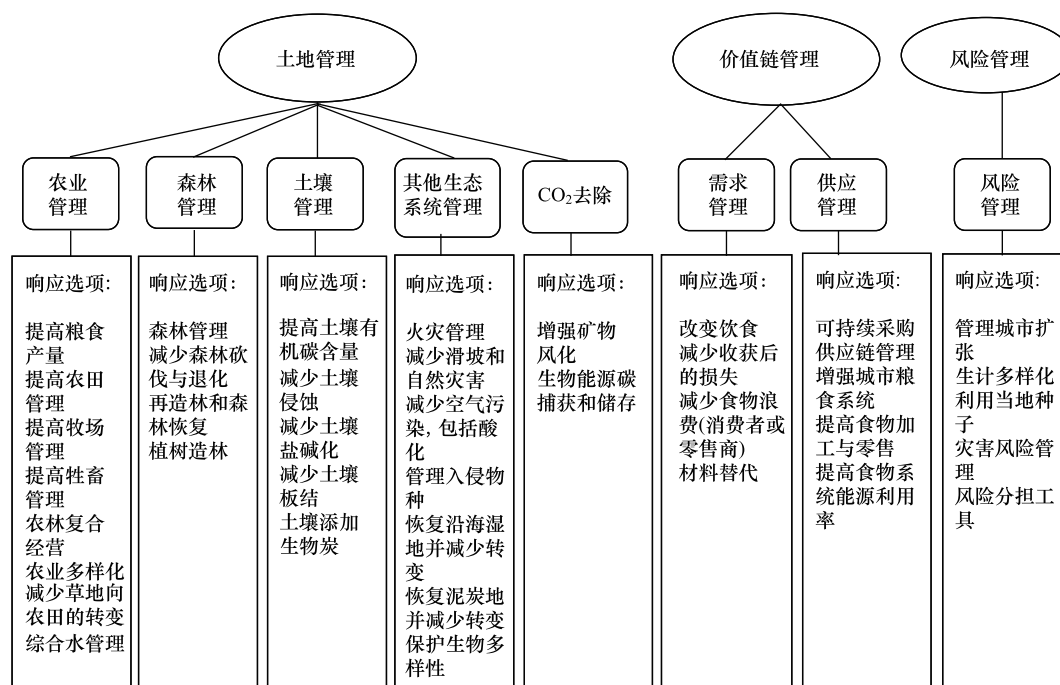 土地管理
价值链管理
风险管理
农业
管理
森林
管理
土壤
管理
其他生态
系统管理
CO₂去除
需求
管理
供应
管理
风险
管理
响应选项：
提高粮食
产量
提高农田
管理
提高牧场
管理
提高牲畜
管理
农林复合
经营
农业多样化
减少草地向
农田的转变
综合水管理
响应选项：
森林管理
减少森林砍
伐与退化
再造林和森
林恢复
植树造林
响应选项：
提高土壤有
机碳含量
减少土壤
侵蚀
减少土壤
盐碱化
减少土壤
板结
土壤添加
生物炭
响应选项：
火灾管理
减少滑坡和
自然灾害
减少空气污
染, 包括酸
化
管理入侵物
种
恢复沿海湿
地并减少转
变
恢复泥炭地
并减少转变
保护生物多
样性
响应选项：
增强矿物
风化
生物能源碳
捕获和储存
响应选项：
改变饮食
减少收获后
的损失
减少食物浪
费(消费者或
零售商)
材料替代
响应选项：
可持续采购
供应链管理
增强城市粮
食系统
提高食物加
工与零售
提高食物系
统能源利用
率
响应选项：
管理城市扩
张
生计多样化
利用当地种
子
灾害风险管
理
风险分担工
具